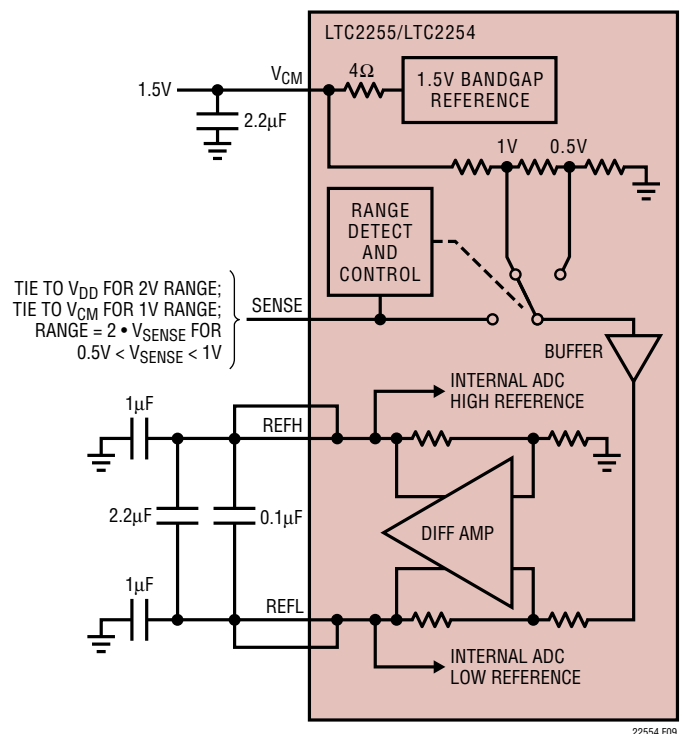 LTC2255/LTC2254
1.5V
VCM
4Ω
1.5V BANDGAP
REFERENCE
2.2µF
1V
0.5V
RANGE
DETECT
AND
CONTROL
TIE TO VDD FOR 2V RANGE;
TIE TO VCM FOR 1V RANGE;
RANGE = 2 • VSENSE FOR
0.5V < VSENSE < 1V
SENSE
BUFFER
INTERNAL ADC
HIGH REFERENCE
1µF
REFH
2.2µF
0.1µF
DIFF AMP
1µF
REFL
INTERNAL ADC
LOW REFERENCE
22554 F09